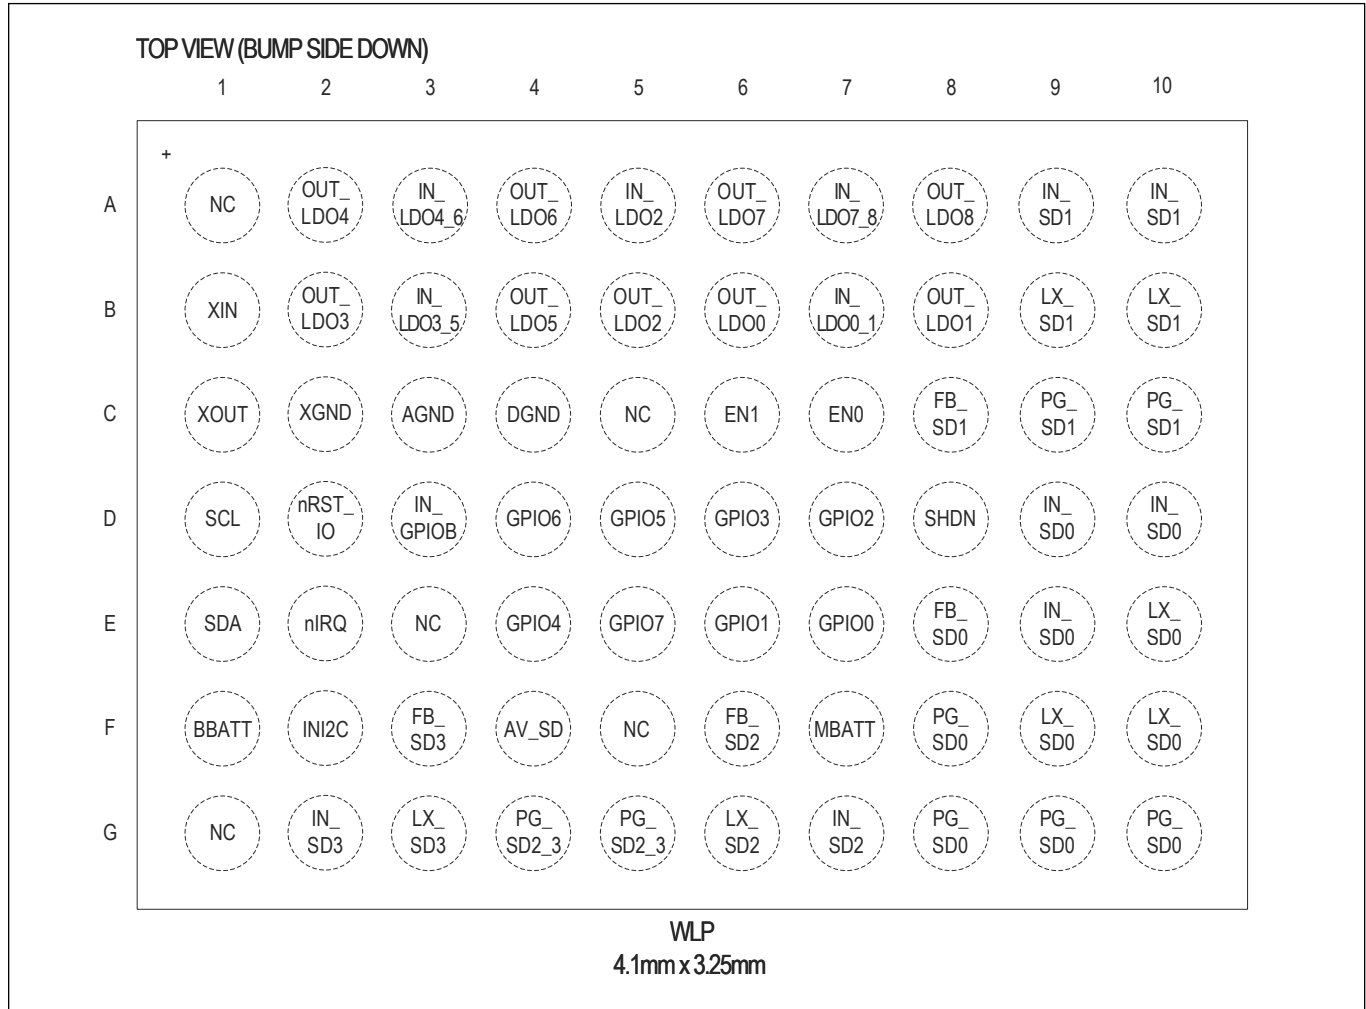 TOP VIEW (BUMP SIDE DOWN)
1 2 3 4 5 6 7 8 9 10
+
A NC OUT_ IN_ OUT_ IN_ OUT_ IN_ OUT_ IN_ IN_
LDO4 LDO4_6 LDO6 LDO2 LDO7 LDO7_8 LDO8 SD1 SD1
B XIN OUT_ IN_ OUT_ OUT_ OUT_ IN_ OUT_ LX_ LX_
LDO3 LDO3_5 LDO5 LDO2 LDO0 LDO0_1 LDO1 SD1 SD1
C XOUT XGND AGND DGND NC EN1 EN0 FB_ PG_ PG_
SD1 SD1 SD1
D SCL nRST_ IN_ GPIO6 GPIO5 GPIO3 GPIO2 SHDN IN_ IN_
IO GPIOB SD0 SD0
E SDA nIRQ NC GPIO4 GPIO7 GPIO1 GPIO0 FB_ IN_ LX_
SD0 SD0 SD0
F BBATT INI2C FB_ AV_SD NC FB_ MBATT PG_ LX_ LX_
SD3 SD2 SD0 SD0 SD0
G NC IN_ LX_ PG_ PG_ LX_ IN_ PG_ PG_ PG_
SD3 SD3 SD2_3 SD2_3 SD2 SD2 SD0 SD0 SD0
WLP
4.1mm x 3.25mm